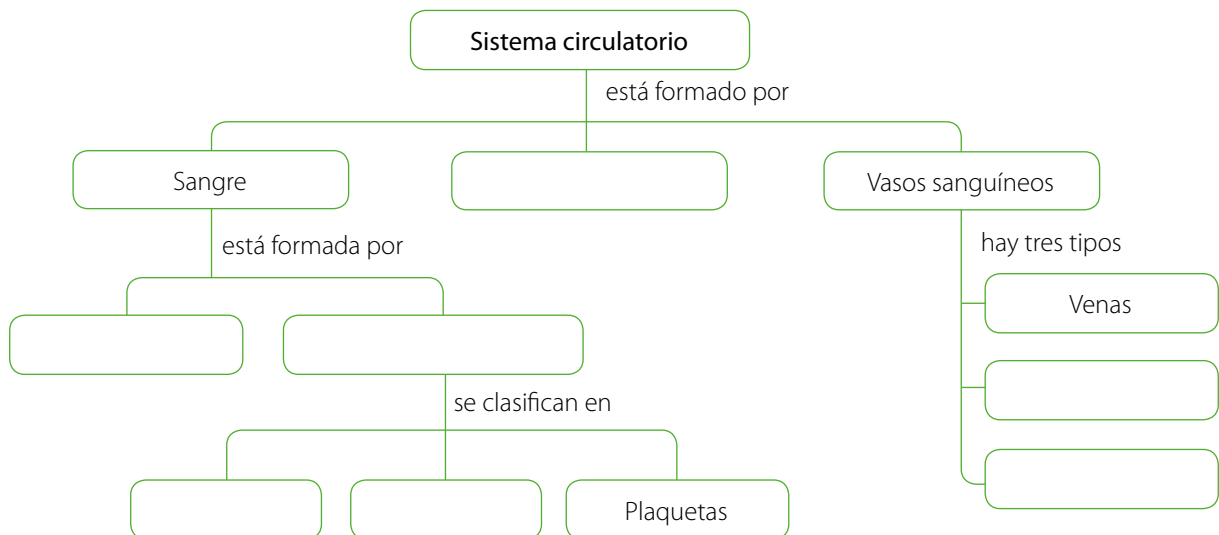 Sistema circulatorio
está formado por
Sangre
Vasos sanguíneos
está formada por
hay tres tipos
Venas
se clasifican en
Plaquetas